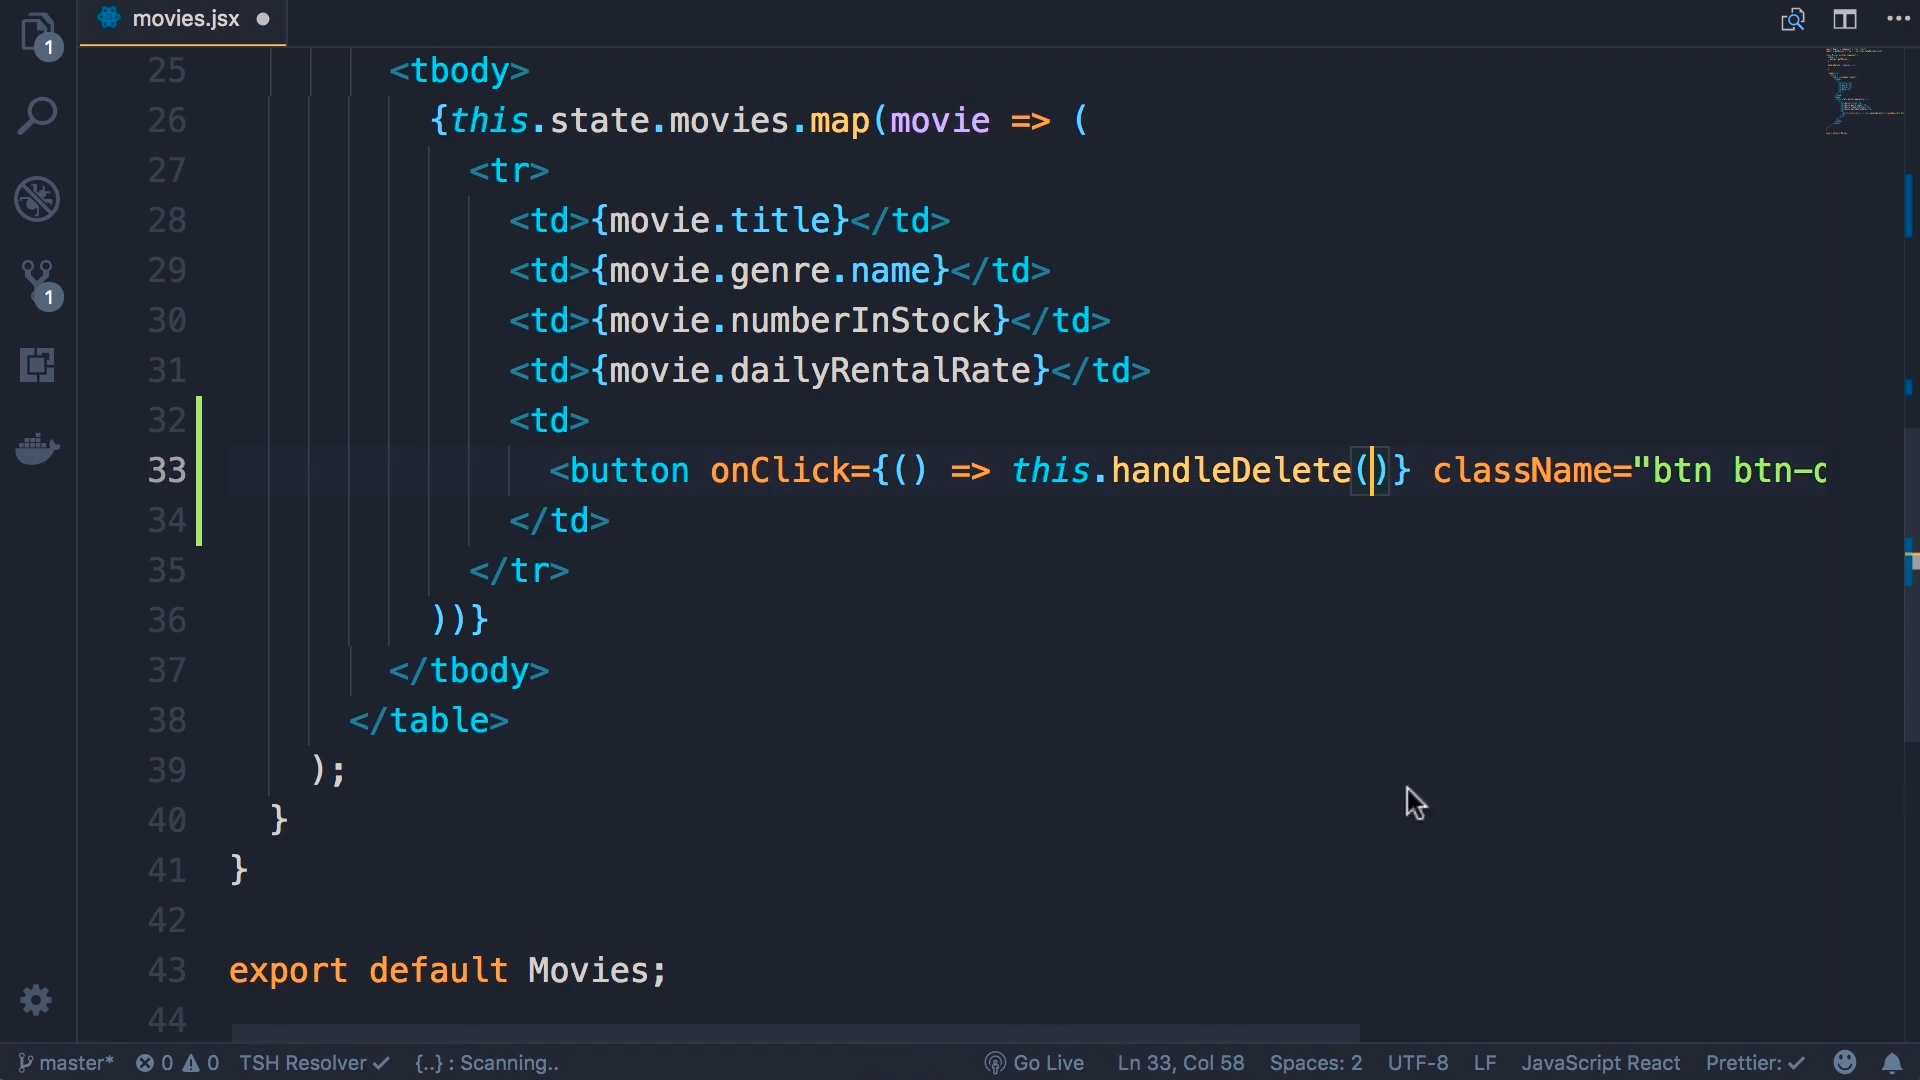 movies.jsx
1
25 <tbody>
26 {this.state.movies.map(movie => (
27 <tr>
28 <td>{movie.title}</td>
29 <td>{movie.genre.name}</td>
30 <td>{movie.numberInStock}</td>
31 <td>{movie.dailyRentalRate}</td>
32 <td>
33 <button onClick={() => this.handleDelete()} className="btn btn-d
34 </td>
35 </tr>
36 ))}
37 </tbody>
38 </table>
39 );
40 }
41 }
42
43 export default Movies;
44
1
master* 0 0 TSH Resolver ✓ {..} : Scanning.. Go Live Ln 33, Col 58 Spaces: 2 UTF-8 LF JavaScript React Prettier: ✓